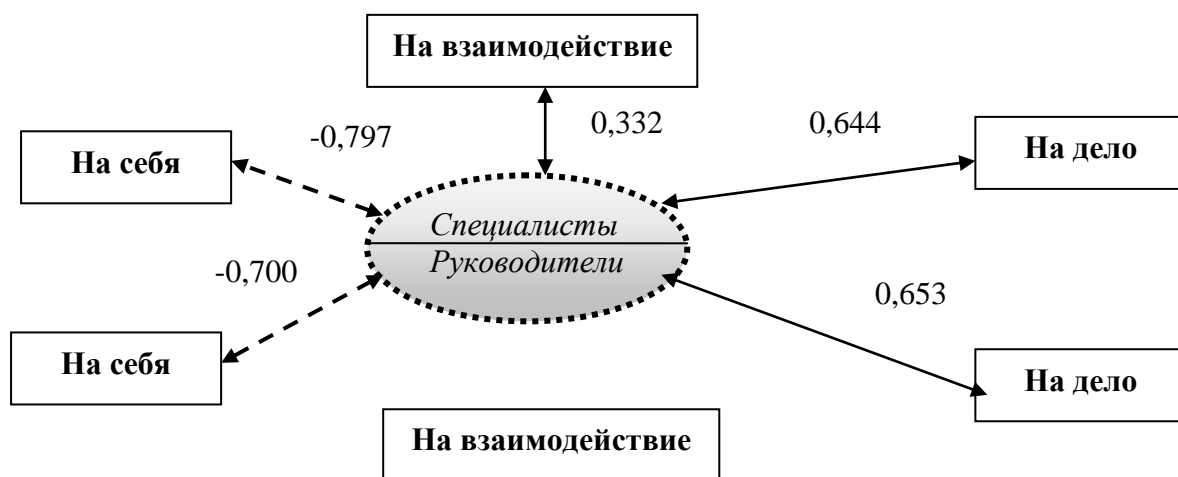 На взаимодействие
-0,797
0,332
0,644
На себя
На дело
Специалисты
Руководители
-0,700
0,653
На себя
На дело
На взаимодействие